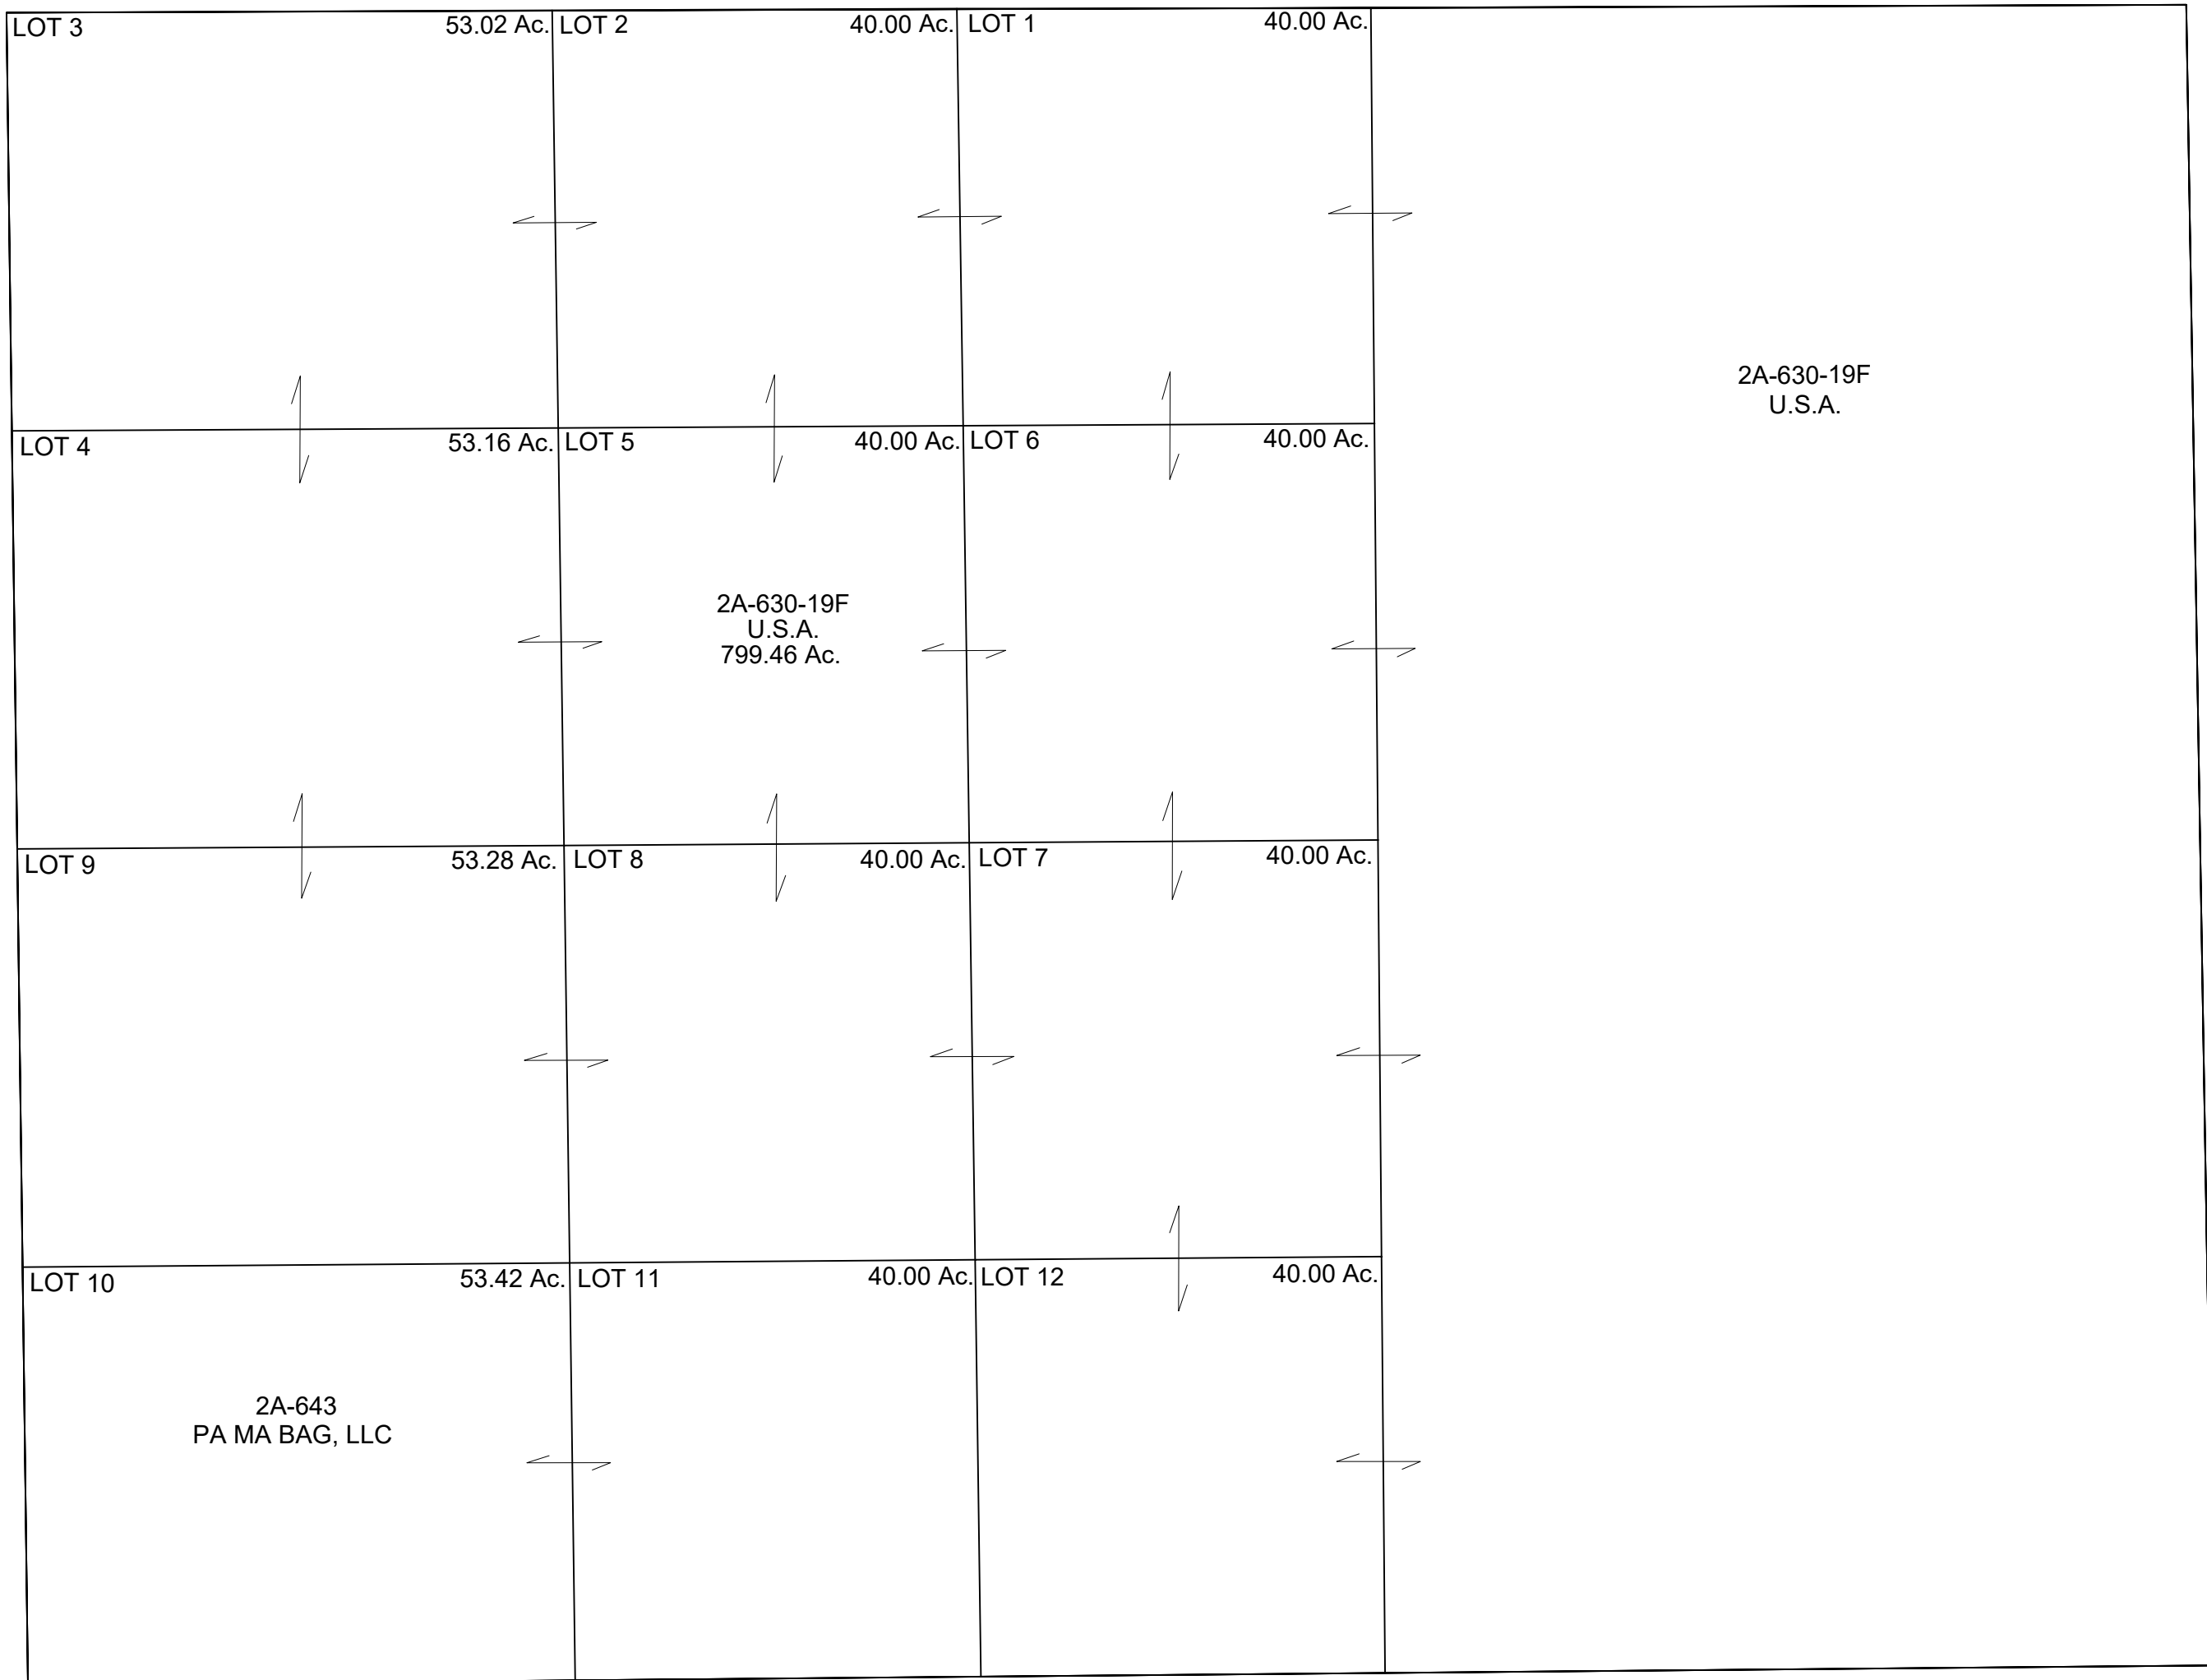 LOT 3 53.02 Ac. LOT 2 40.00 Ac. LOT 1 40.00 Ac.
2A-630-19F
U.S.A.
LOT 4 53.16 Ac. LOT 5 40.00 Ac. LOT 6 40.00 Ac.
2A-630-19F
U.S.A.
799.46 Ac.
LOT 9 53.28 Ac. LOT 8 40.00 Ac. LOT 7 40.00 Ac.
LOT 10 53.42 Ac. LOT 11 40.00 Ac. LOT 12 40.00 Ac.
2A-643
PA MA BAG, LLC